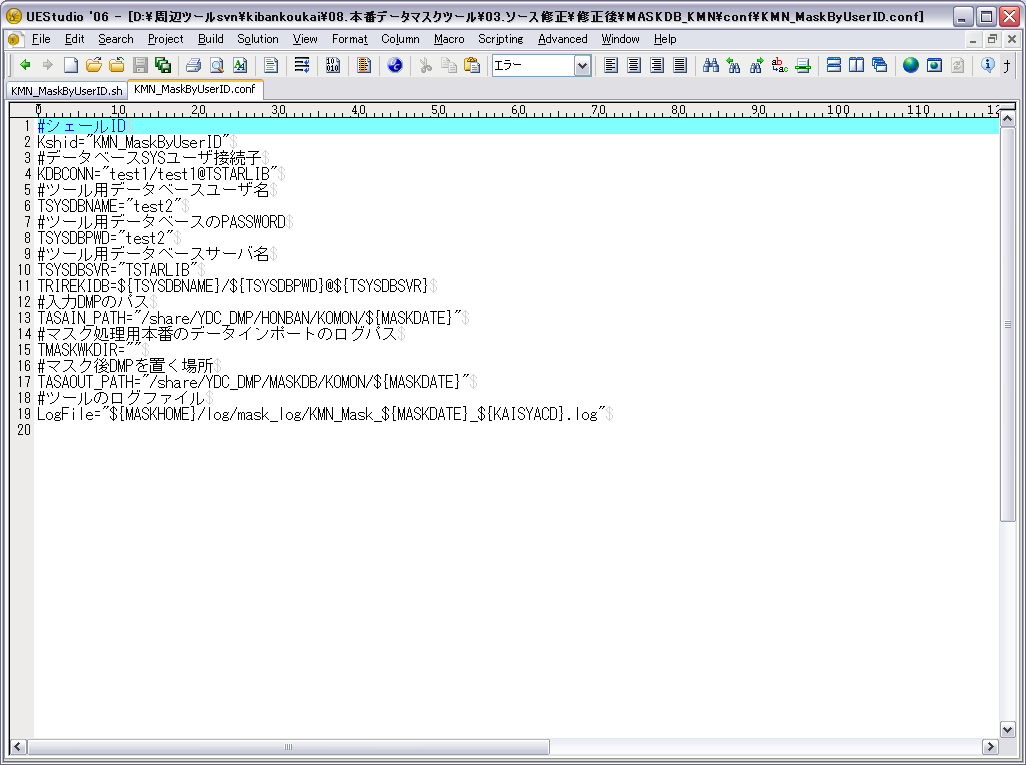 UEStudio '06 - [D:¥周辺ツールsvn¥kibankoukai¥08.本番データマスクツール¥03.ソース修正¥修正後¥MASKDB_KMN¥conf¥KMN_MaskByUserID.conf]
File Edit Search Project Build Solution View Format Column Macro Scripting Advanced Window Help
エラー
KMN_MaskByUserID.sh KMN_MaskByUserID.conf
0 10 20 30 40 50 60 70 80 90 100 110 12
1 #シェールID
2 Kshid="KMN_MaskByUserID"$
3 #データベースSYSユーザ接続子$
4 KDBCONN="test1/test1@TSTARLIB"$
5 #ツール用データベースユーザ名$
6 TSYSDBNAME="test2"$
7 #ツール用データベースのPASSWORD$
8 TSYSDBPWD="test2"$
9 #ツール用データベースサーバ名$
10 TSYSDBSVR="TSTARLIB"$
11 TRIREKIDB=${TSYSDBNAME}/${TSYSDBPWD}@${TSYSDBSVR}$
12 #入力DMPのパス$
13 TASAIN_PATH="/share/YDC_DMP/HONBAN/KOMON/${MASKDATE}"$
14 #マスク処理用本番のデータインポートのログパス$
15 TMASKWKDIR=""$
16 #マスク後DMPを置く場所$
17 TASAOUT_PATH="/share/YDC_DMP/MASKDB/KOMON/${MASKDATE}"$
18 #ツールのログファイル$
19 LogFile="${MASKHOME}/log/mask_log/KMN_Mask_${MASKDATE}_${KAISYACD}.log"$
20